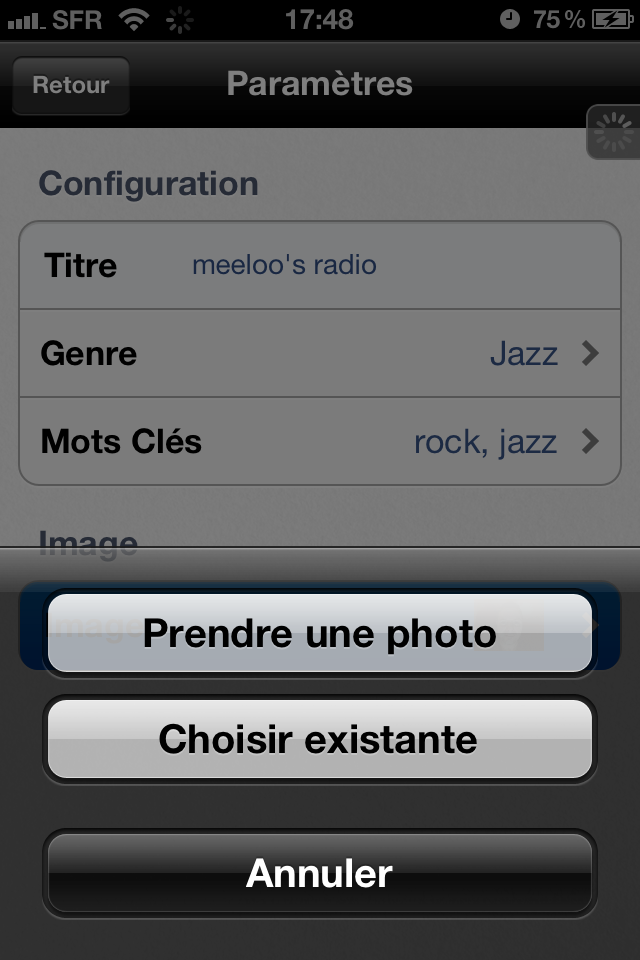 SFR 17:48 75 %
Retour Paramètres
Configuration
Titre meeloo's radio
Genre Jazz
Mots Clés rock, jazz
Image
Image
Prendre une photo
Choisir existante
Annuler